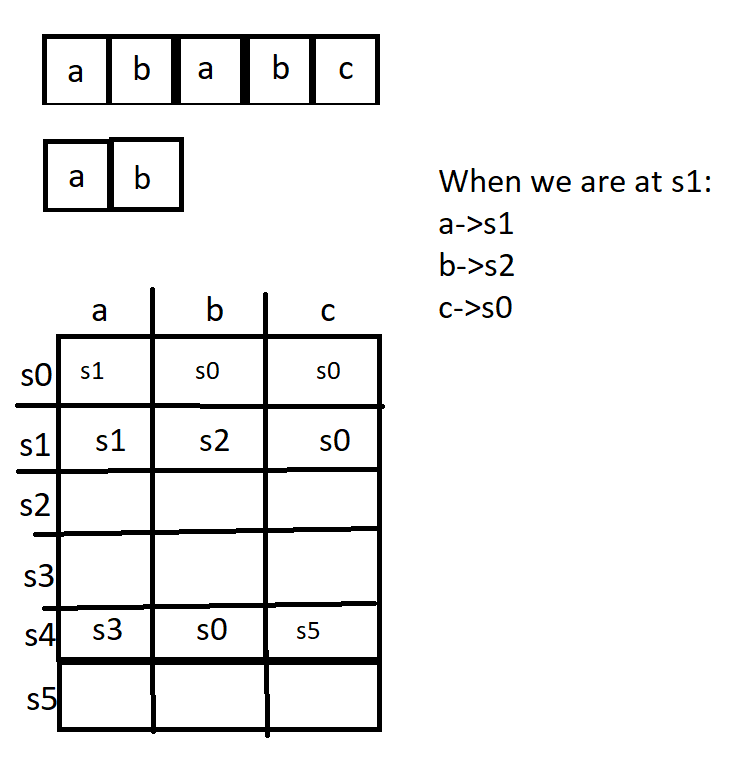 a b a b c
a b
When we are at s1:
a->s1
b->s2
c->s0
a b c
s0 s1 s0 s0
s1 s1 s2 s0
s2
s3
s4 s3 s0 s5
s5